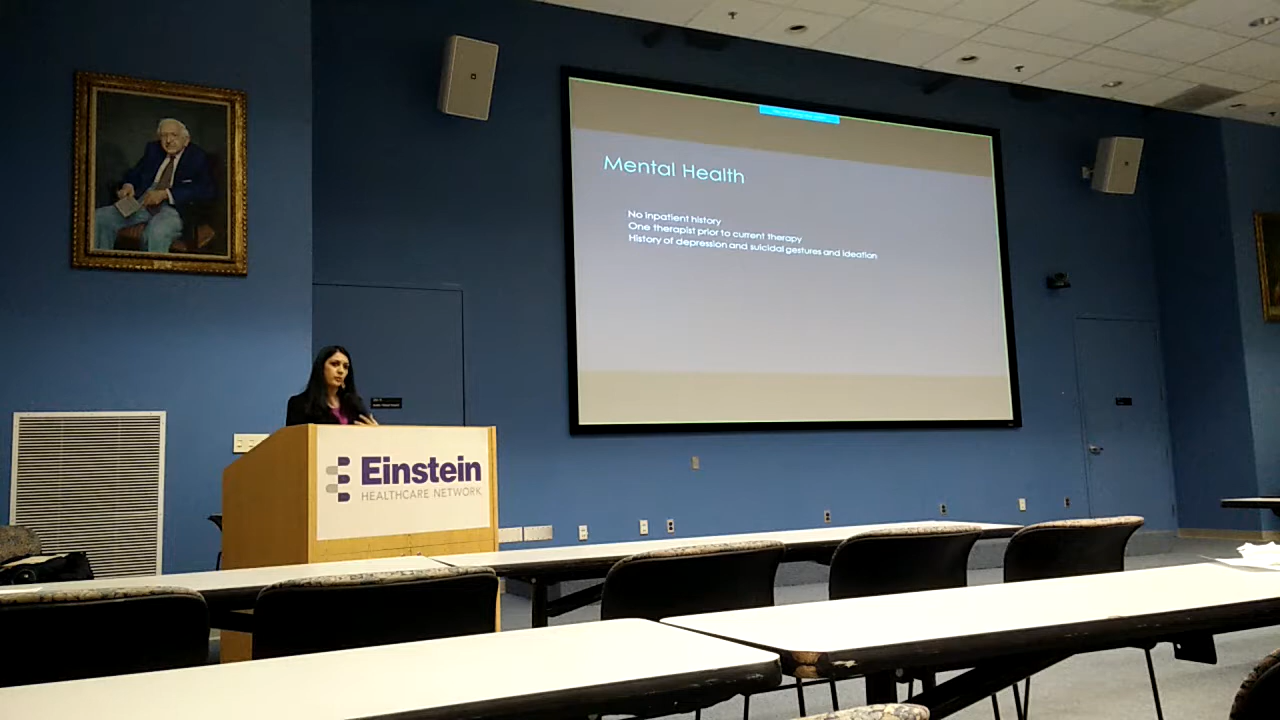 Mental Health
No inpatient history
One therapist prior to current therapy
History of depression and suicidal gestures and ideation
Einstein
HEALTHCARE NETWORK